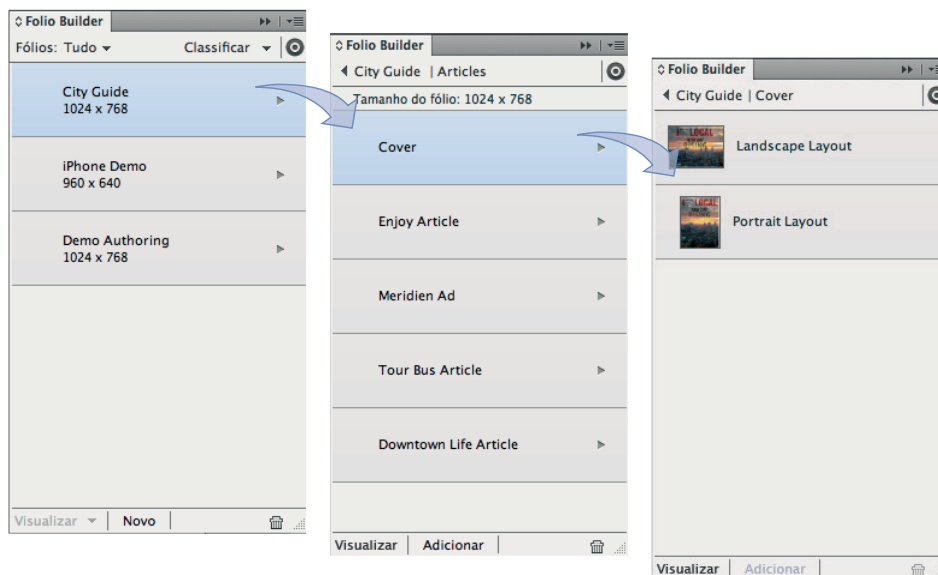 Folio Builder
Fólios: Tudo Classificar
City Guide
1024 x 768
iPhone Demo
960 x 640
Demo Authoring
1024 x 768
Visualizar Novo
Folio Builder
City Guide | Articles
Tamanho do fólio: 1024 x 768
Cover
Enjoy Article
Meridien Ad
Tour Bus Article
Downtown Life Article
Visualizar Adicionar
Folio Builder
City Guide | Cover
LOCAL
Landscape Layout
LOCAL
Portrait Layout
Visualizar Adicionar